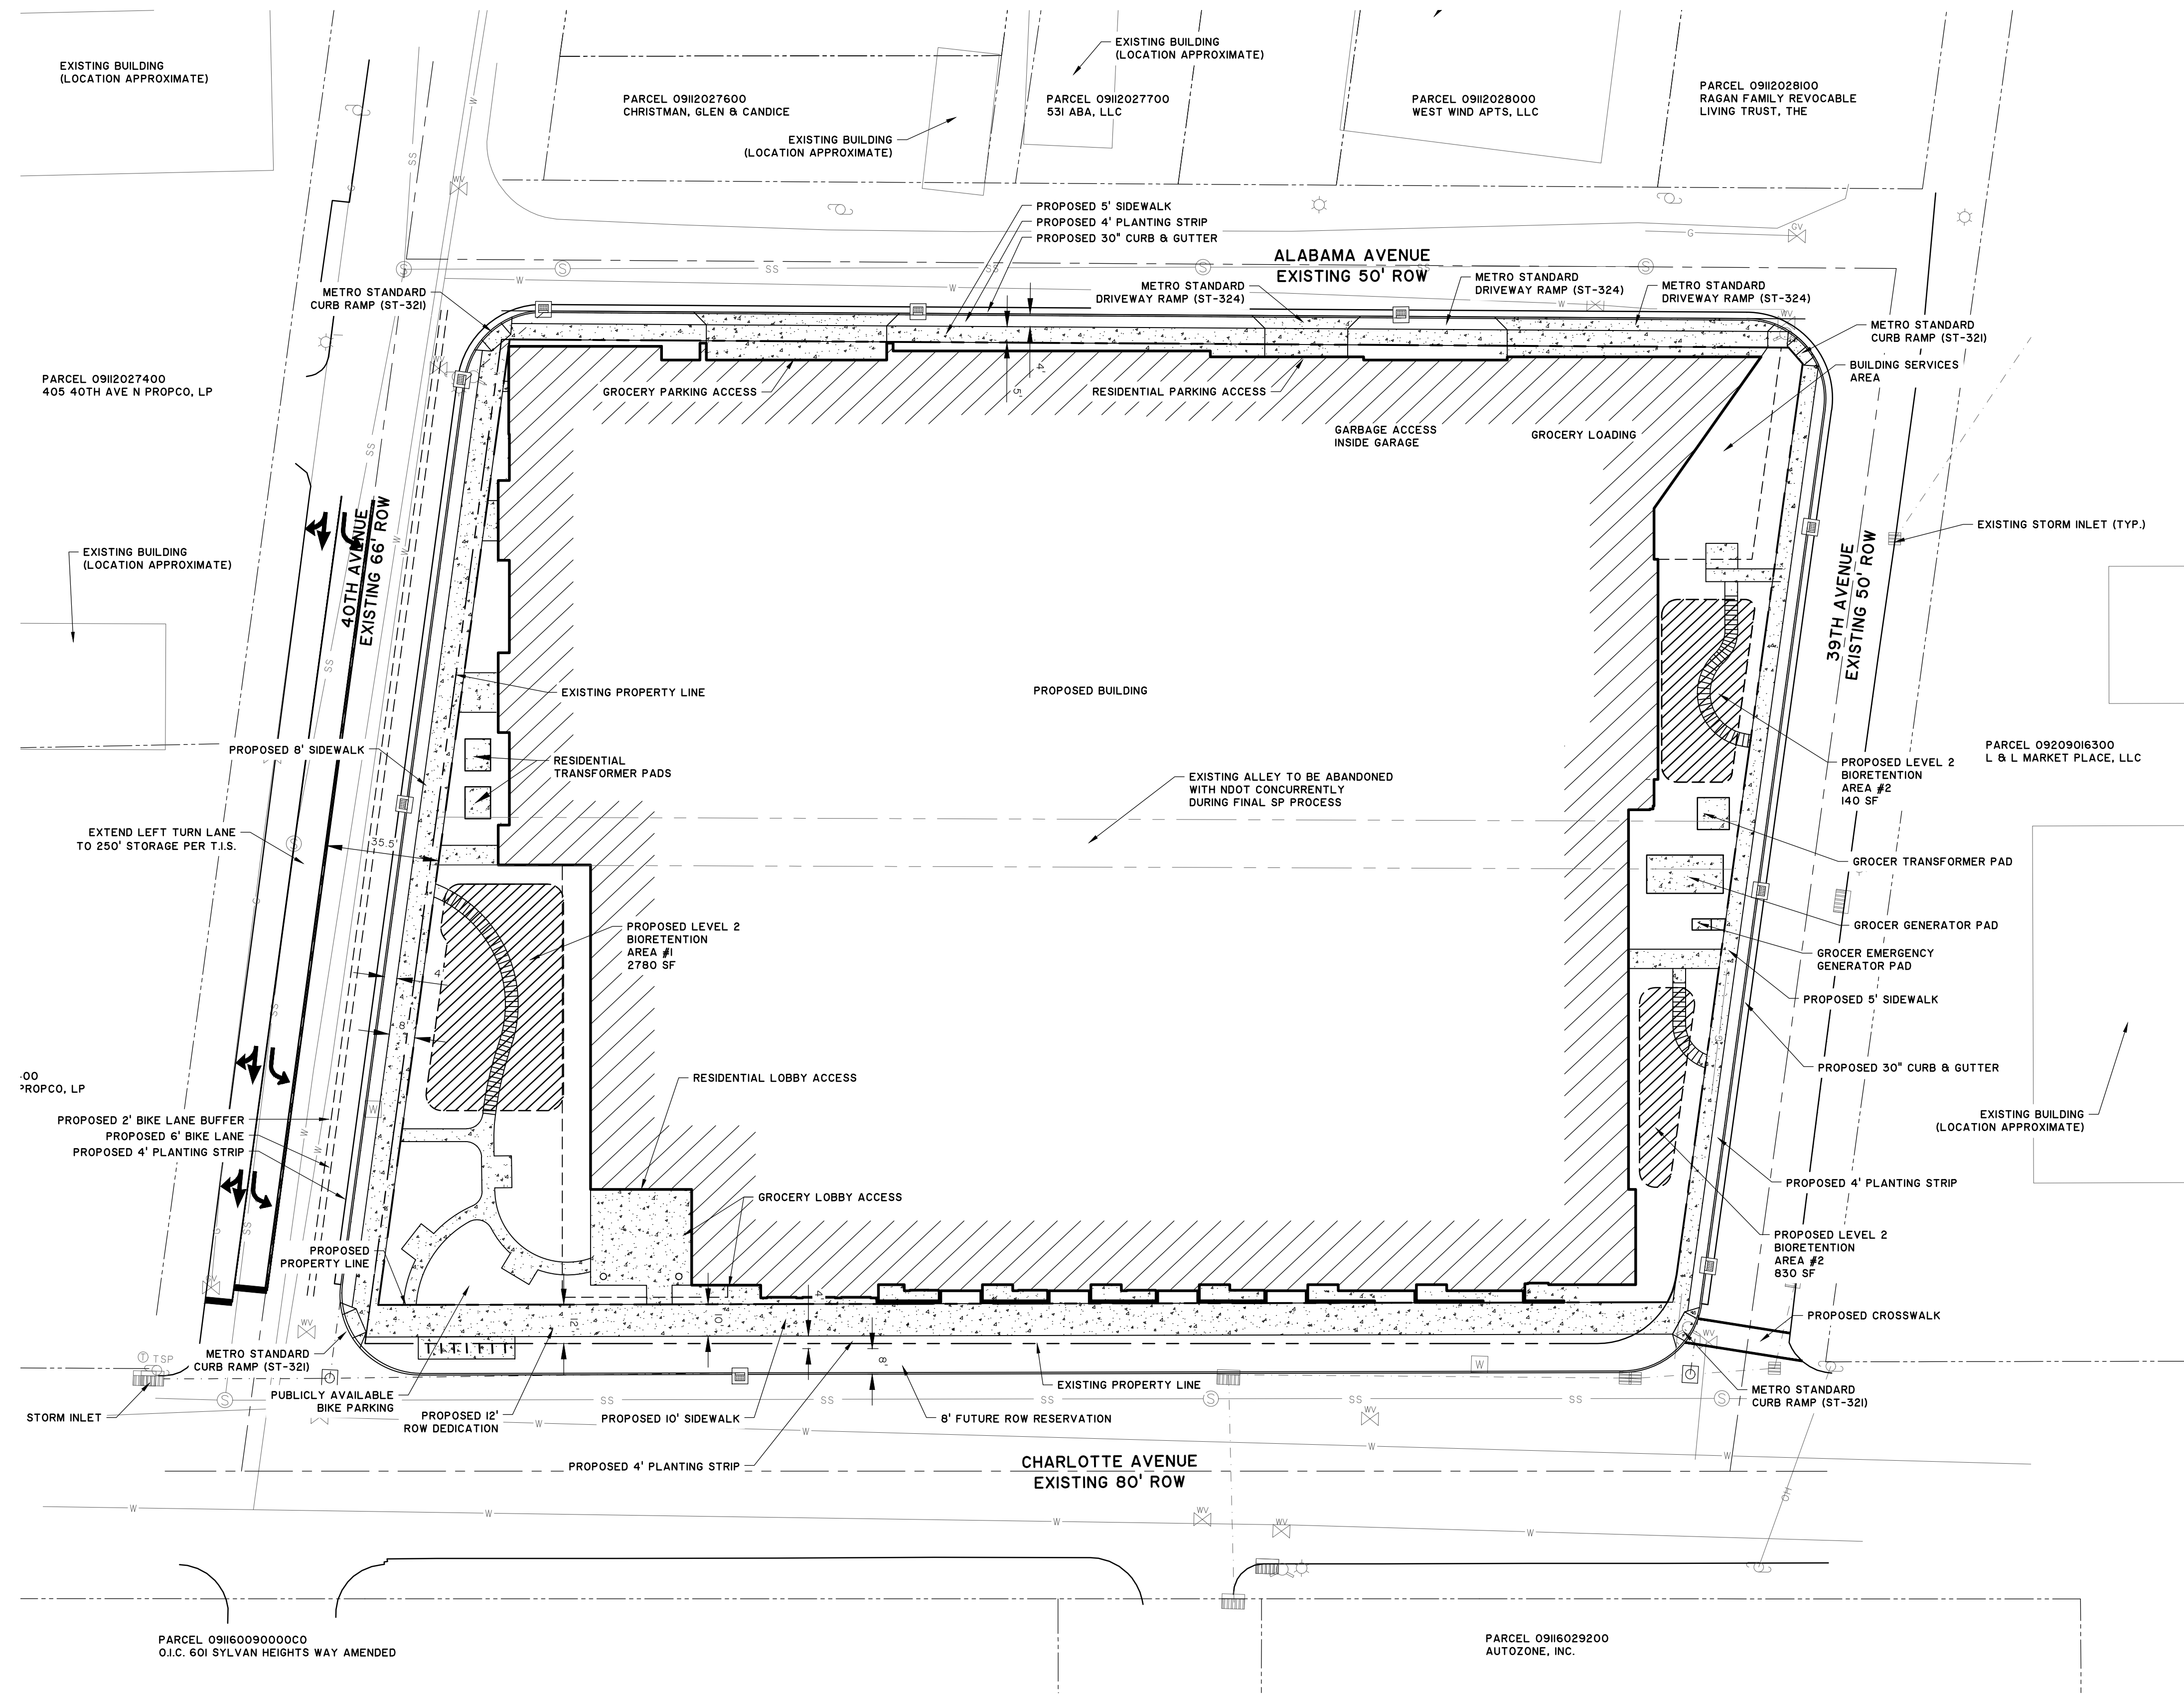 EXISTING BUILDING
(LOCATION APPROXIMATE)
EXISTING BUILDING
(LOCATION APPROXIMATE)
PARCEL 09112027600
CHRISTMAN, GLEN & CANDICE
EXISTING BUILDING
(LOCATION APPROXIMATE)
PARCEL 09112027700
531 ABA, LLC
PARCEL 09112028000
WEST WIND APTS, LLC
PARCEL 09112028100
RAGAN FAMILY REVOCABLE
LIVING TRUST, THE
PROPOSED 5' SIDEWALK
PROPOSED 4' PLANTING STRIP
PROPOSED 30" CURB & GUTTER
ALABAMA AVENUE
EXISTING 50' ROW
METRO STANDARD
CURB RAMP (ST-321)
METRO STANDARD
DRIVEWAY RAMP (ST-324)
METRO STANDARD
DRIVEWAY RAMP (ST-324)
METRO STANDARD
DRIVEWAY RAMP (ST-324)
METRO STANDARD
CURB RAMP (ST-321)
BUILDING SERVICES
AREA
PARCEL 09112027400
405 40TH AVE N PROPCO, LP
GROCERY PARKING ACCESS
4'
5'
RESIDENTIAL PARKING ACCESS
GARBAGE ACCESS
INSIDE GARAGE
GROCERY LOADING
EXISTING STORM INLET (TYP.)
40TH AVENUE
EXISTING 66' ROW
39TH AVENUE
EXISTING 50' ROW
EXISTING BUILDING
(LOCATION APPROXIMATE)
EXISTING PROPERTY LINE
PROPOSED BUILDING
PROPOSED 8' SIDEWALK
RESIDENTIAL
TRANSFORMER PADS
EXISTING ALLEY TO BE ABANDONED
WITH NDOT CONCURRENTLY
DURING FINAL SP PROCESS
PARCEL 09209016300
L & L MARKET PLACE, LLC
PROPOSED LEVEL 2
BIORETENTION
AREA #2
140 SF
EXTEND LEFT TURN LANE
TO 250' STORAGE PER T.I.S.
35.5'
GROCER TRANSFORMER PAD
PROPOSED LEVEL 2
BIORETENTION
AREA #1
2780 SF
GROCER GENERATOR PAD
GROCER EMERGENCY
GENERATOR PAD
4'
PROPOSED 5' SIDEWALK
8'
-00
PROPCO, LP
RESIDENTIAL LOBBY ACCESS
PROPOSED 30" CURB & GUTTER
PROPOSED 2' BIKE LANE BUFFER
PROPOSED 6' BIKE LANE
PROPOSED 4' PLANTING STRIP
EXISTING BUILDING
(LOCATION APPROXIMATE)
PROPOSED 4' PLANTING STRIP
GROCERY LOBBY ACCESS
PROPOSED
PROPERTY LINE
PROPOSED LEVEL 2
BIORETENTION
AREA #2
830 SF
PROPOSED CROSSWALK
12'
10'
4'
8'
TSP
METRO STANDARD
CURB RAMP (ST-321)
PUBLICLY AVAILABLE
BIKE PARKING
PROPOSED 12'
ROW DEDICATION
EXISTING PROPERTY LINE
METRO STANDARD
CURB RAMP (ST-321)
STORM INLET
PROPOSED 10' SIDEWALK
8' FUTURE ROW RESERVATION
PROPOSED 4' PLANTING STRIP
CHARLOTTE AVENUE
EXISTING 80' ROW
PARCEL 091160090000CO
O.I.C. 601 SYLVAN HEIGHTS WAY AMENDED
PARCEL 09116029200
AUTOZONE, INC.